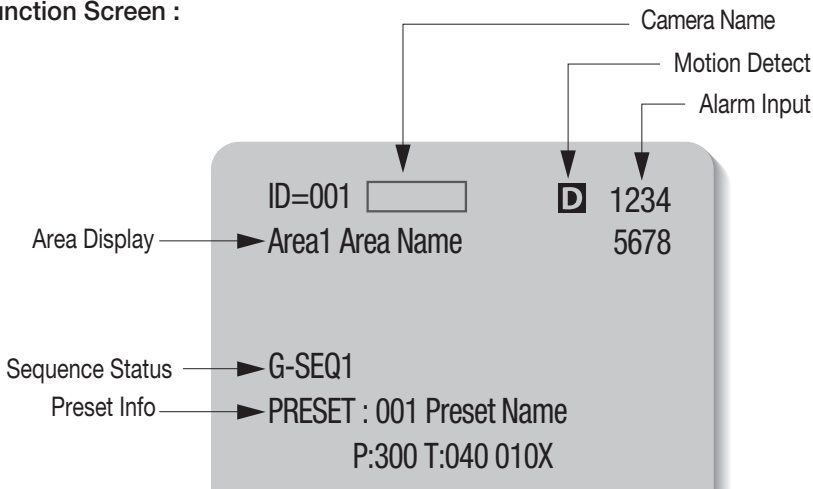 unction Screen :
Camera Name
Motion Detect
Alarm Input
ID=001 D 1234
Area Display Area1 Area Name 5678
Sequence Status G-SEQ1
Preset Info PRESET : 001 Preset Name
P:300 T:040 010X